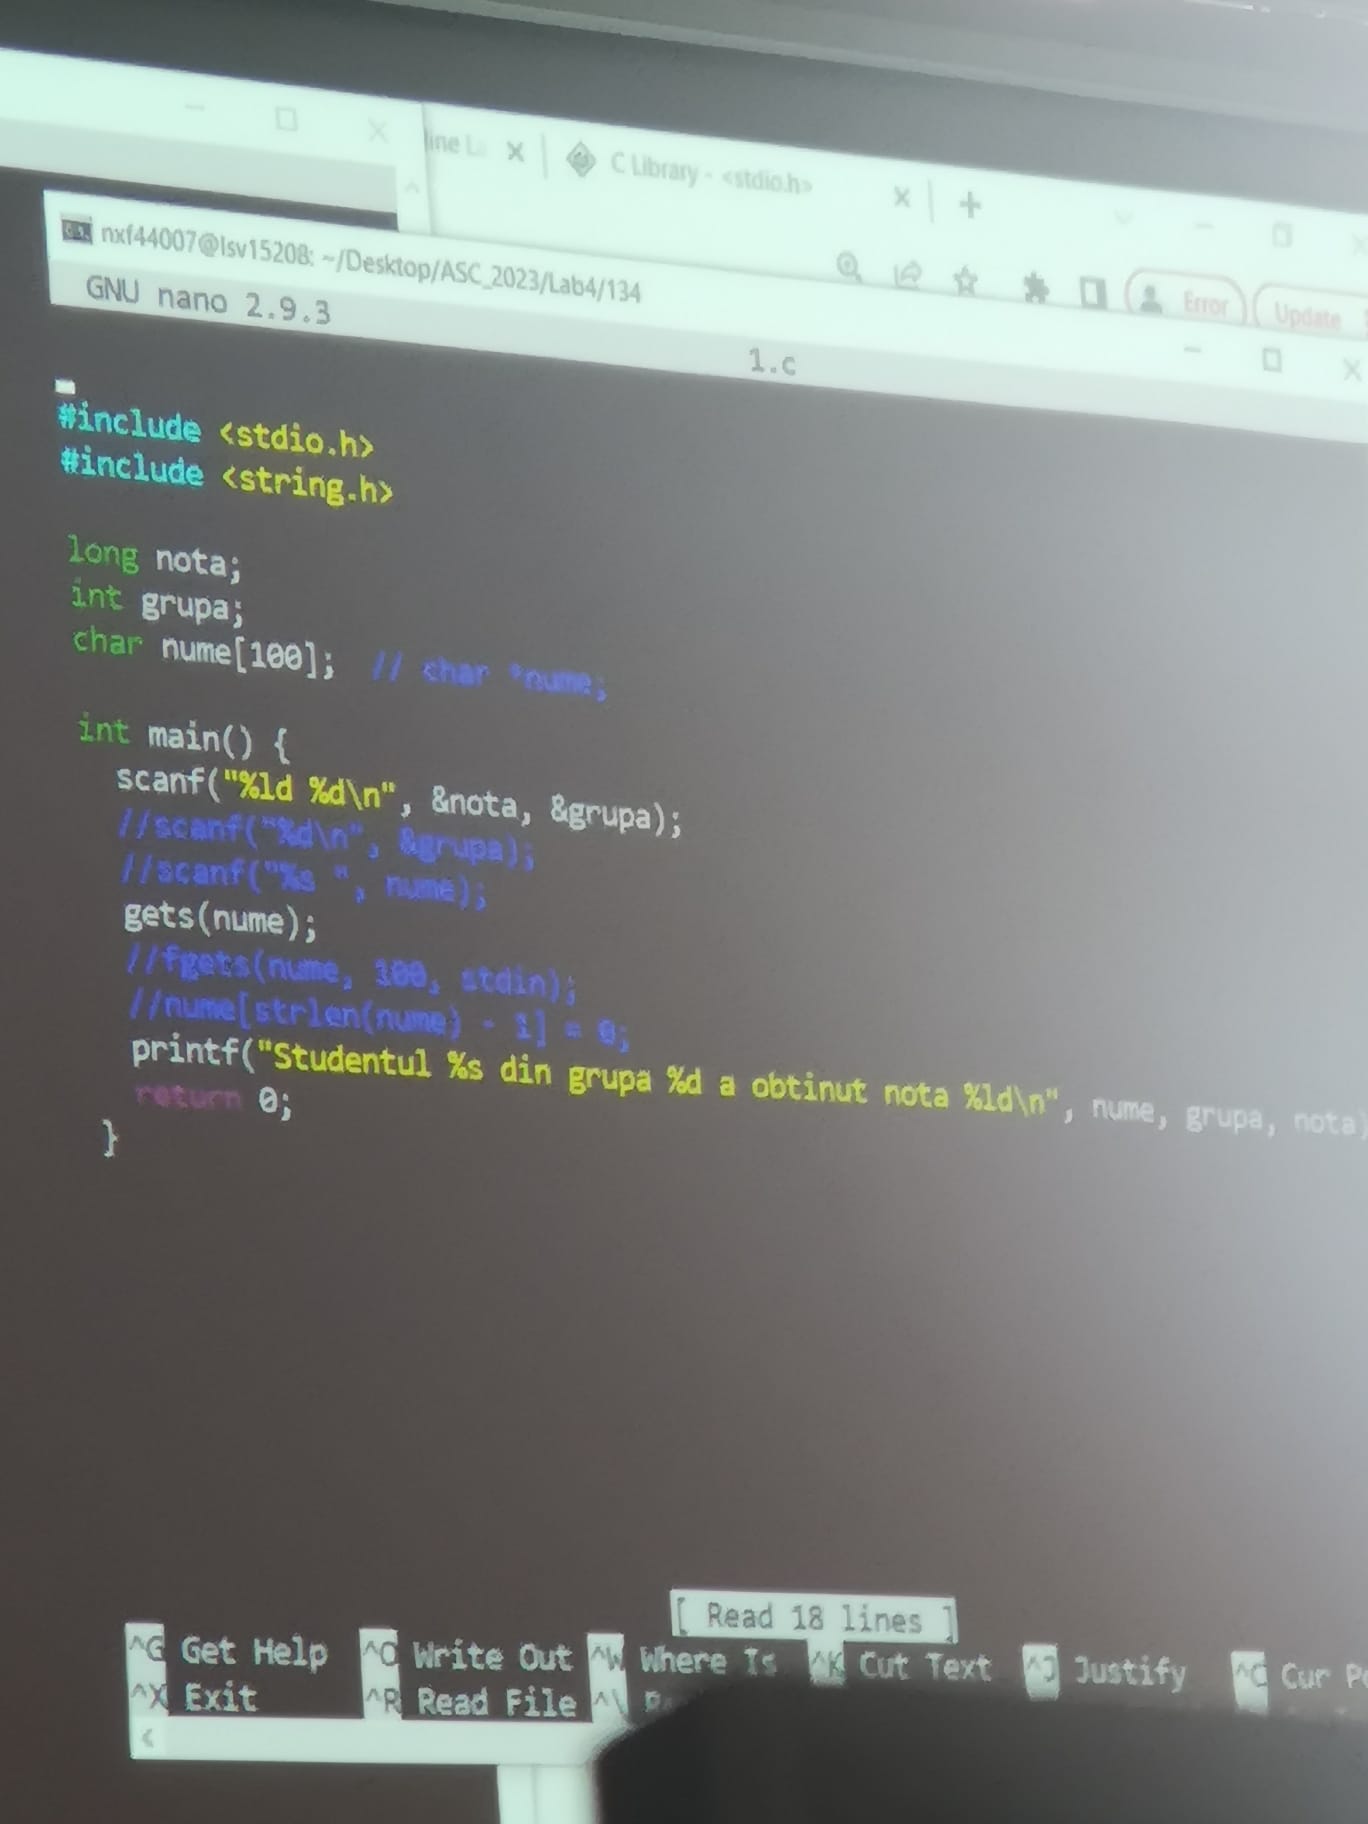 C Library - <stdio.h>
nxf44007@lsv15208: ~/Desktop/ASC_2023/Lab4/134
Error
Update
GNU nano 2.9.3
1.c
#include <stdio.h>
#include <string.h>
long nota;
int grupa;
char nume[100]; // char *nume;
int main() {
scanf("%ld %d\n", &nota, &grupa);
//scanf("%d\n", &grupa);
//scanf("%s ", nume);
gets(nume);
//fgets(nume, 100, stdin);
//nume[strlen(nume) - 1] = 0;
printf("Studentul %s din grupa %d a obtinut nota %ld\n", nume, grupa, nota)
return 0;
}
[ Read 18 lines ]
^G Get Help ^O Write Out ^W Where Is ^K Cut Text ^J Justify ^C Cur
^X Exit ^R Read File ^\